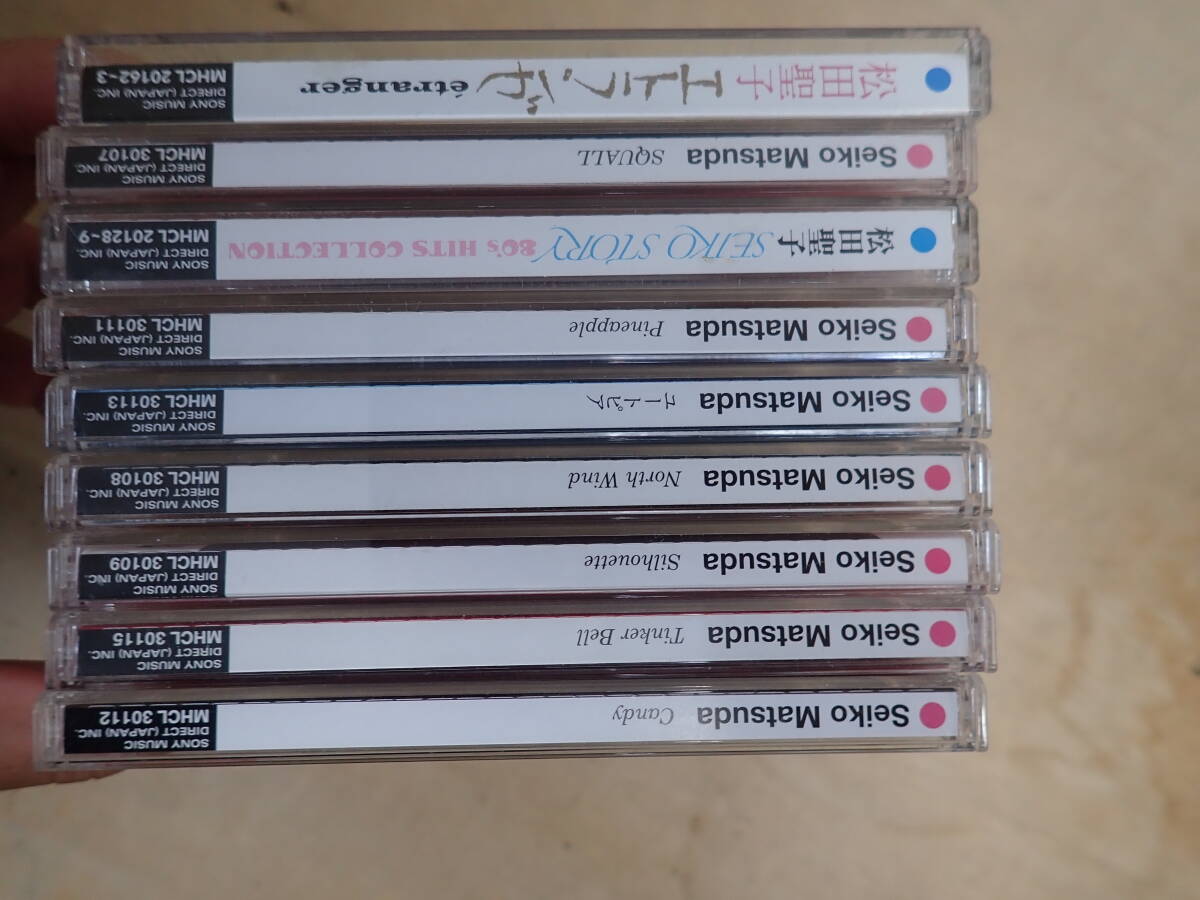 松田聖子 エトランゼ étranger SONY MUSIC DIRECT (JAPAN) INC. MHCL 20162~3
Seiko Matsuda SQUALL SONY MUSIC DIRECT (JAPAN) INC. MHCL 30107
松田聖子 SEIKO STORY 80's HITS COLLECTION SONY MUSIC DIRECT (JAPAN) INC. MHCL 20128~9
Seiko Matsuda Pineapple SONY MUSIC DIRECT (JAPAN) INC. MHCL 30111
Seiko Matsuda ユートピア SONY MUSIC DIRECT (JAPAN) INC. MHCL 30113
Seiko Matsuda North Wind SONY MUSIC DIRECT (JAPAN) INC. MHCL 30108
Seiko Matsuda Silhouette SONY MUSIC DIRECT (JAPAN) INC. MHCL 30109
Seiko Matsuda Tinker Bell SONY MUSIC DIRECT (JAPAN) INC. MHCL 30115
Seiko Matsuda Candy SONY MUSIC DIRECT (JAPAN) INC. MHCL 30112